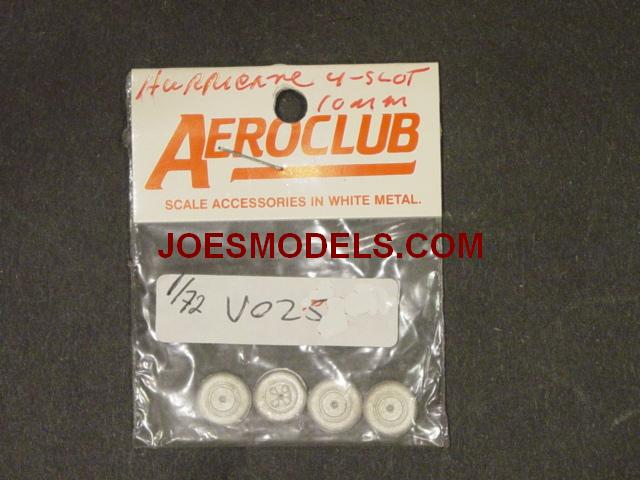 HURRICANE 4-SLOT
10MM
AEROCLUB
SCALE ACCESSORIES IN WHITE METAL.
JOESMODELS.COM
1/72 V025